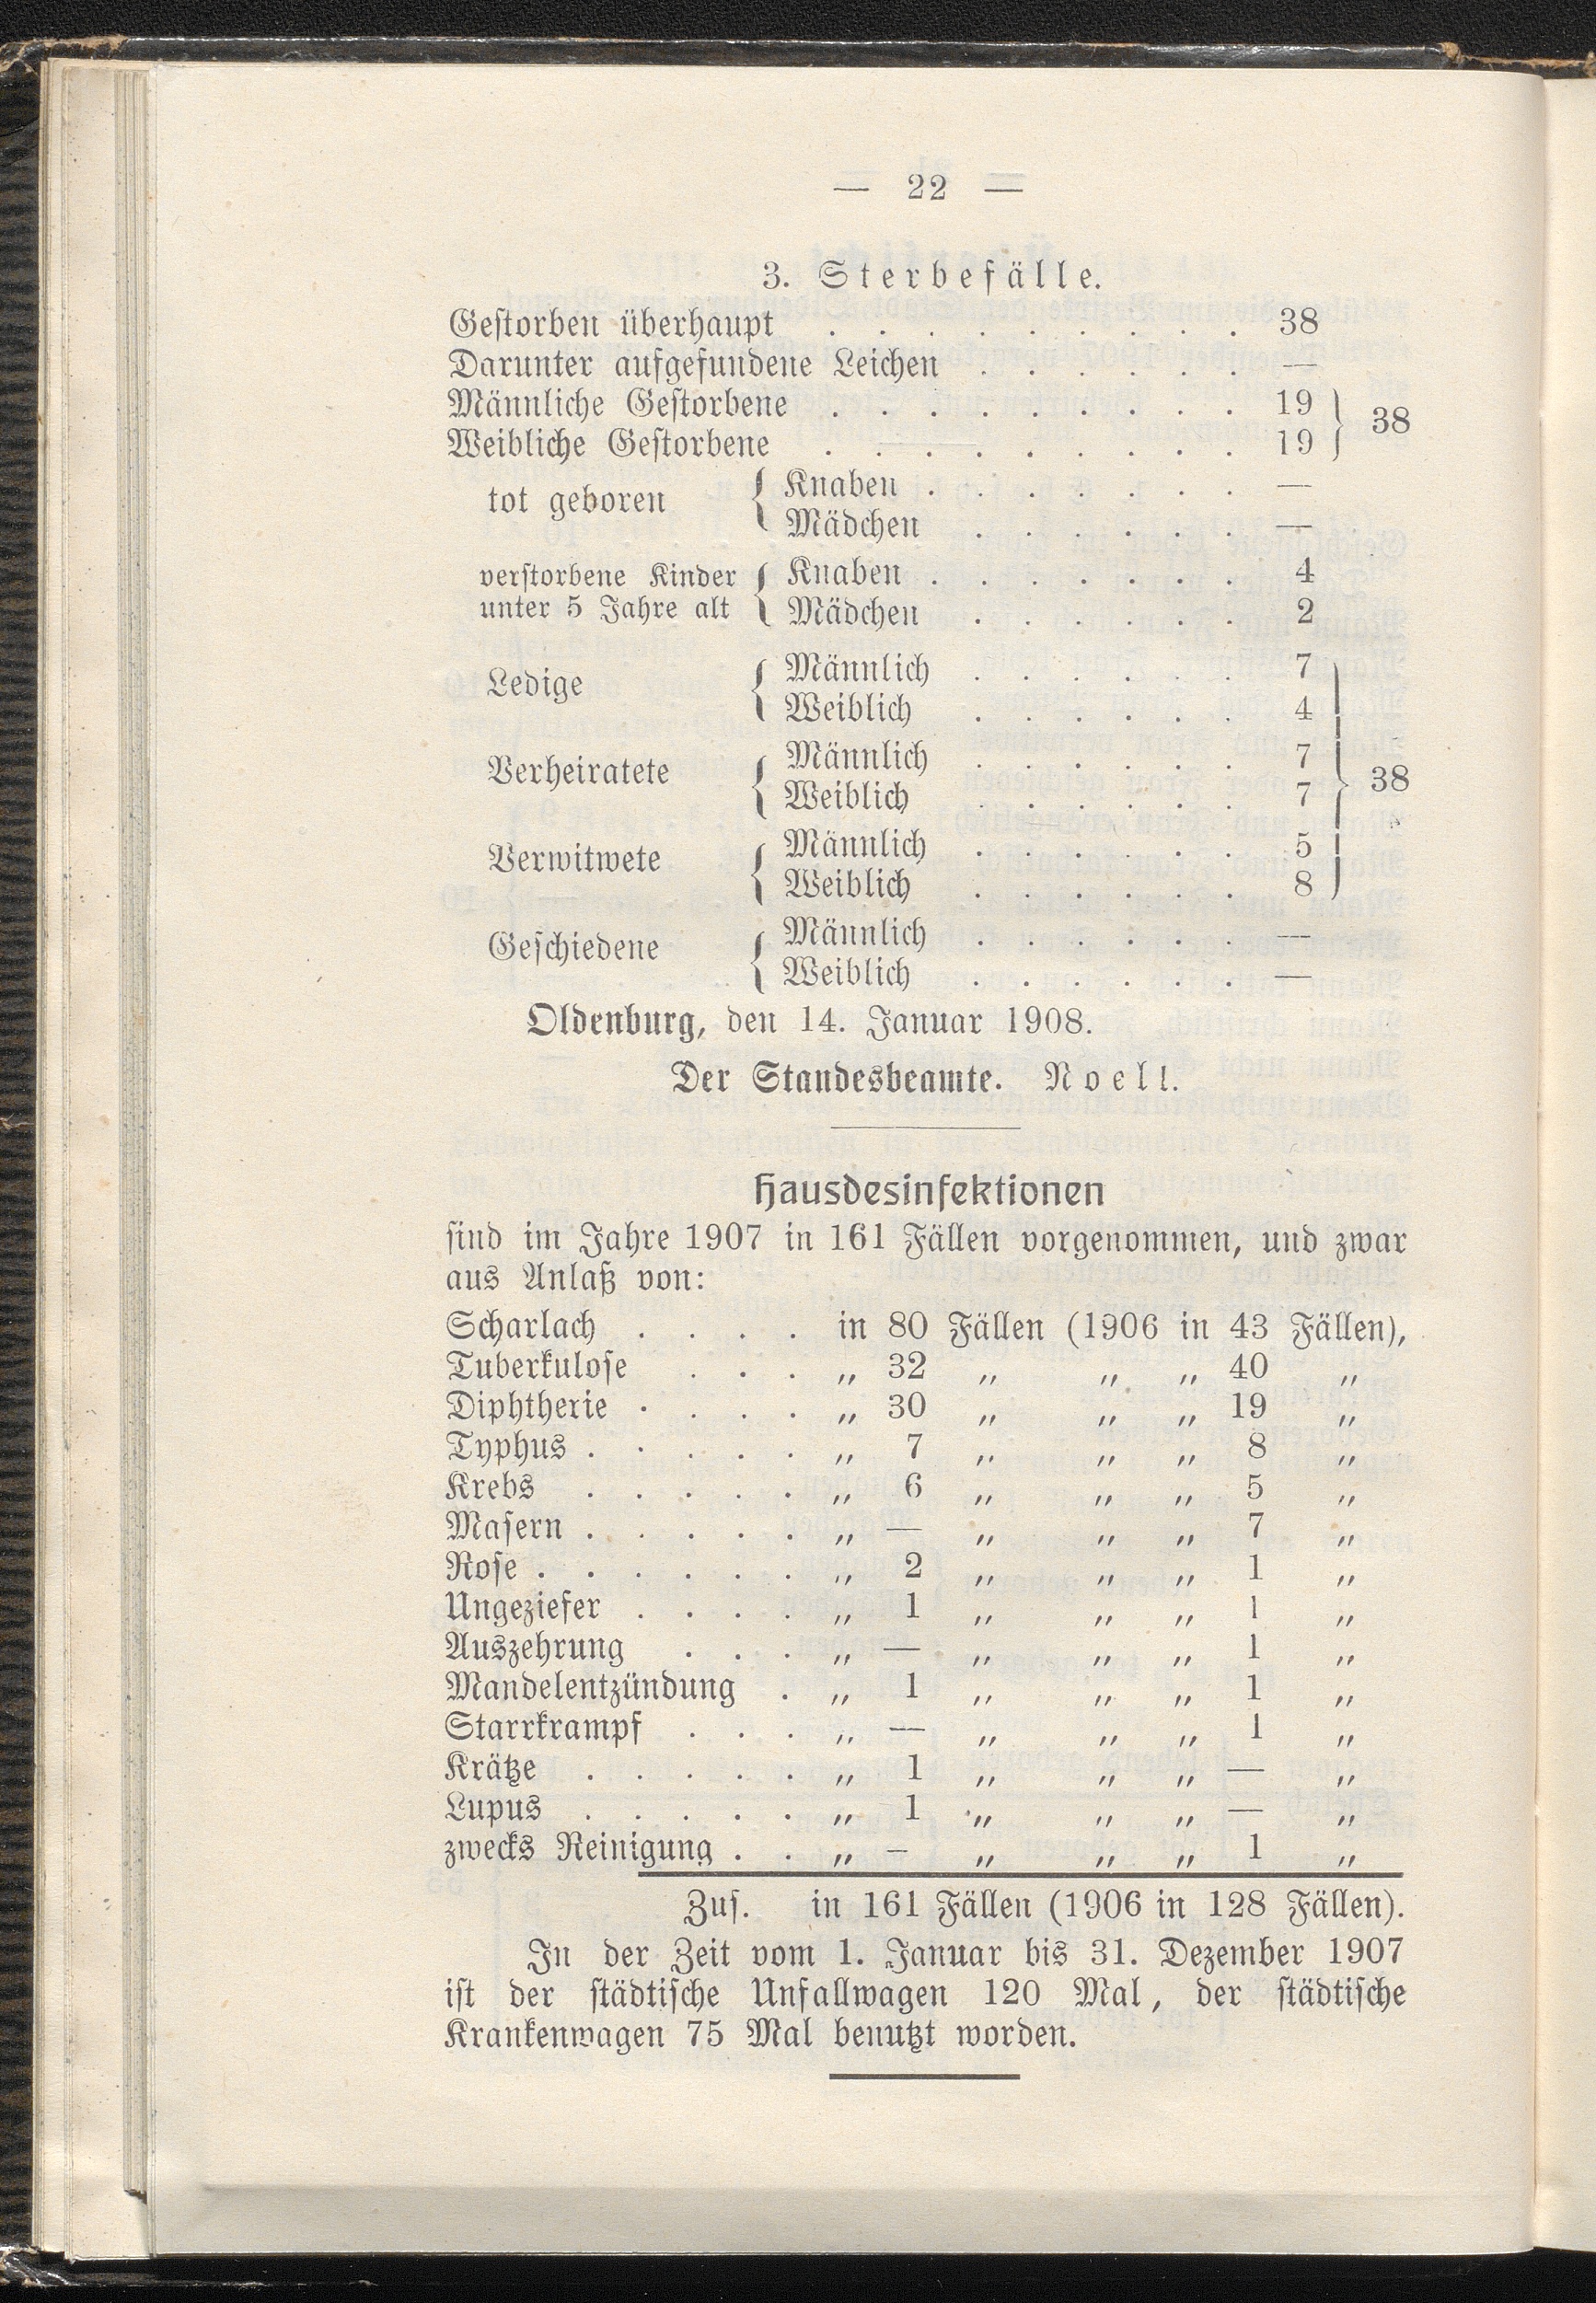 — 22 —
3. Sterbefälle.
Geſtorben überhaupt . . . . . . . . . 38
Darunter aufgefundene Leichen . . . . . . —
Männliche Geſtorbene . . . . . . . . . 19 } 38
Weibliche Geſtorbene . . . . . . . . . 19
tot geboren { Knaben . . . . . . . —
Mädchen . . . . . . —
verſtorbene Kinder { Knaben . . . . . . . 4
unter 5 Jahre alt Mädchen . . . . . . 2
Ledige { Männlich . . . . . . 7
Weiblich . . . . . . 4
Verheiratete { Männlich . . . . . . 7
Weiblich . . . . . . 7 } 38
Verwitwete { Männlich . . . . . . 5
Weiblich . . . . . . 8
Geſchiedene { Männlich . . . . . . —
Weiblich . . . . . . —
Oldenburg, den 14. Januar 1908.
Der Standesbeamte. Noell.
Hausdesinfektionen
ſind im Jahre 1907 in 161 Fällen vorgenommen, und zwar
aus Anlaß von:
Scharlach . . . . in 80 Fällen (1906 in 43 Fällen),
Tuberkuloſe . . . „ 32 „ „ „ 40 „
Diphtherie . . . . „ 30 „ „ „ 19 „
Typhus . . . . . „ 7 „ „ „ 8 „
Krebs . . . . . „ 6 „ „ „ 5 „
Maſern . . . . . „ — „ „ „ 7 „
Roſe . . . . . . „ 2 „ „ „ 1 „
Ungeziefer . . . . „ 1 „ „ „ 1 „
Auszehrung . . . „ — „ „ „ 1 „
Mandelentzündung . „ 1 „ „ „ 1 „
Starrkrampf . . . „ — „ „ „ 1 „
Krätze . . . . . „ 1 „ „ „ — „
Lupus . . . . . „ 1 „ „ „ — „
zwecks Reinigung . . „ – „ „ „ 1 „
Zuſ. in 161 Fällen (1906 in 128 Fällen).
In der Zeit vom 1. Januar bis 31. Dezember 1907
iſt der ſtädtiſche Unfallwagen 120 Mal, der ſtädtiſche
Krankenwagen 75 Mal benutzt worden.